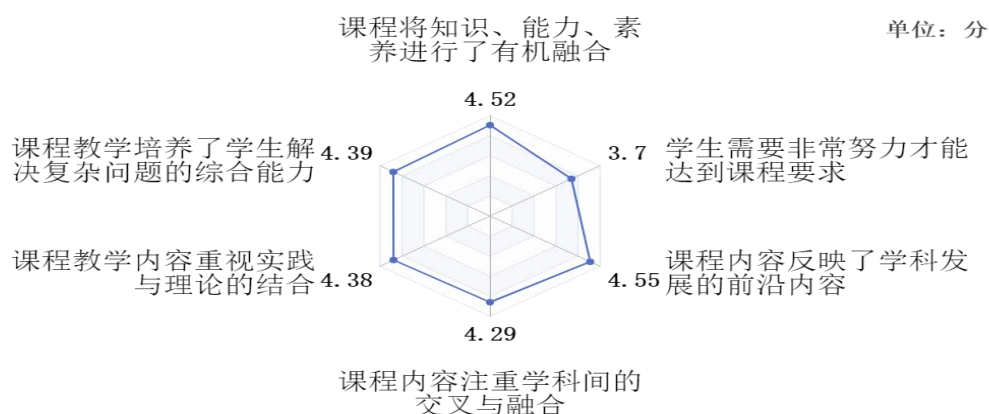 课程将知识、能力、素
养进行了有机融合
单位：分
4.52
课程教学培养了学生解
决复杂问题的综合能力
4.39
3.7
学生需要非常努力才能
达到课程要求
课程教学内容重视实践
与理论的结合
4.38
4.55
课程内容反映了学科发
展的前沿内容
4.29
课程内容注重学科间的
交叉与融合